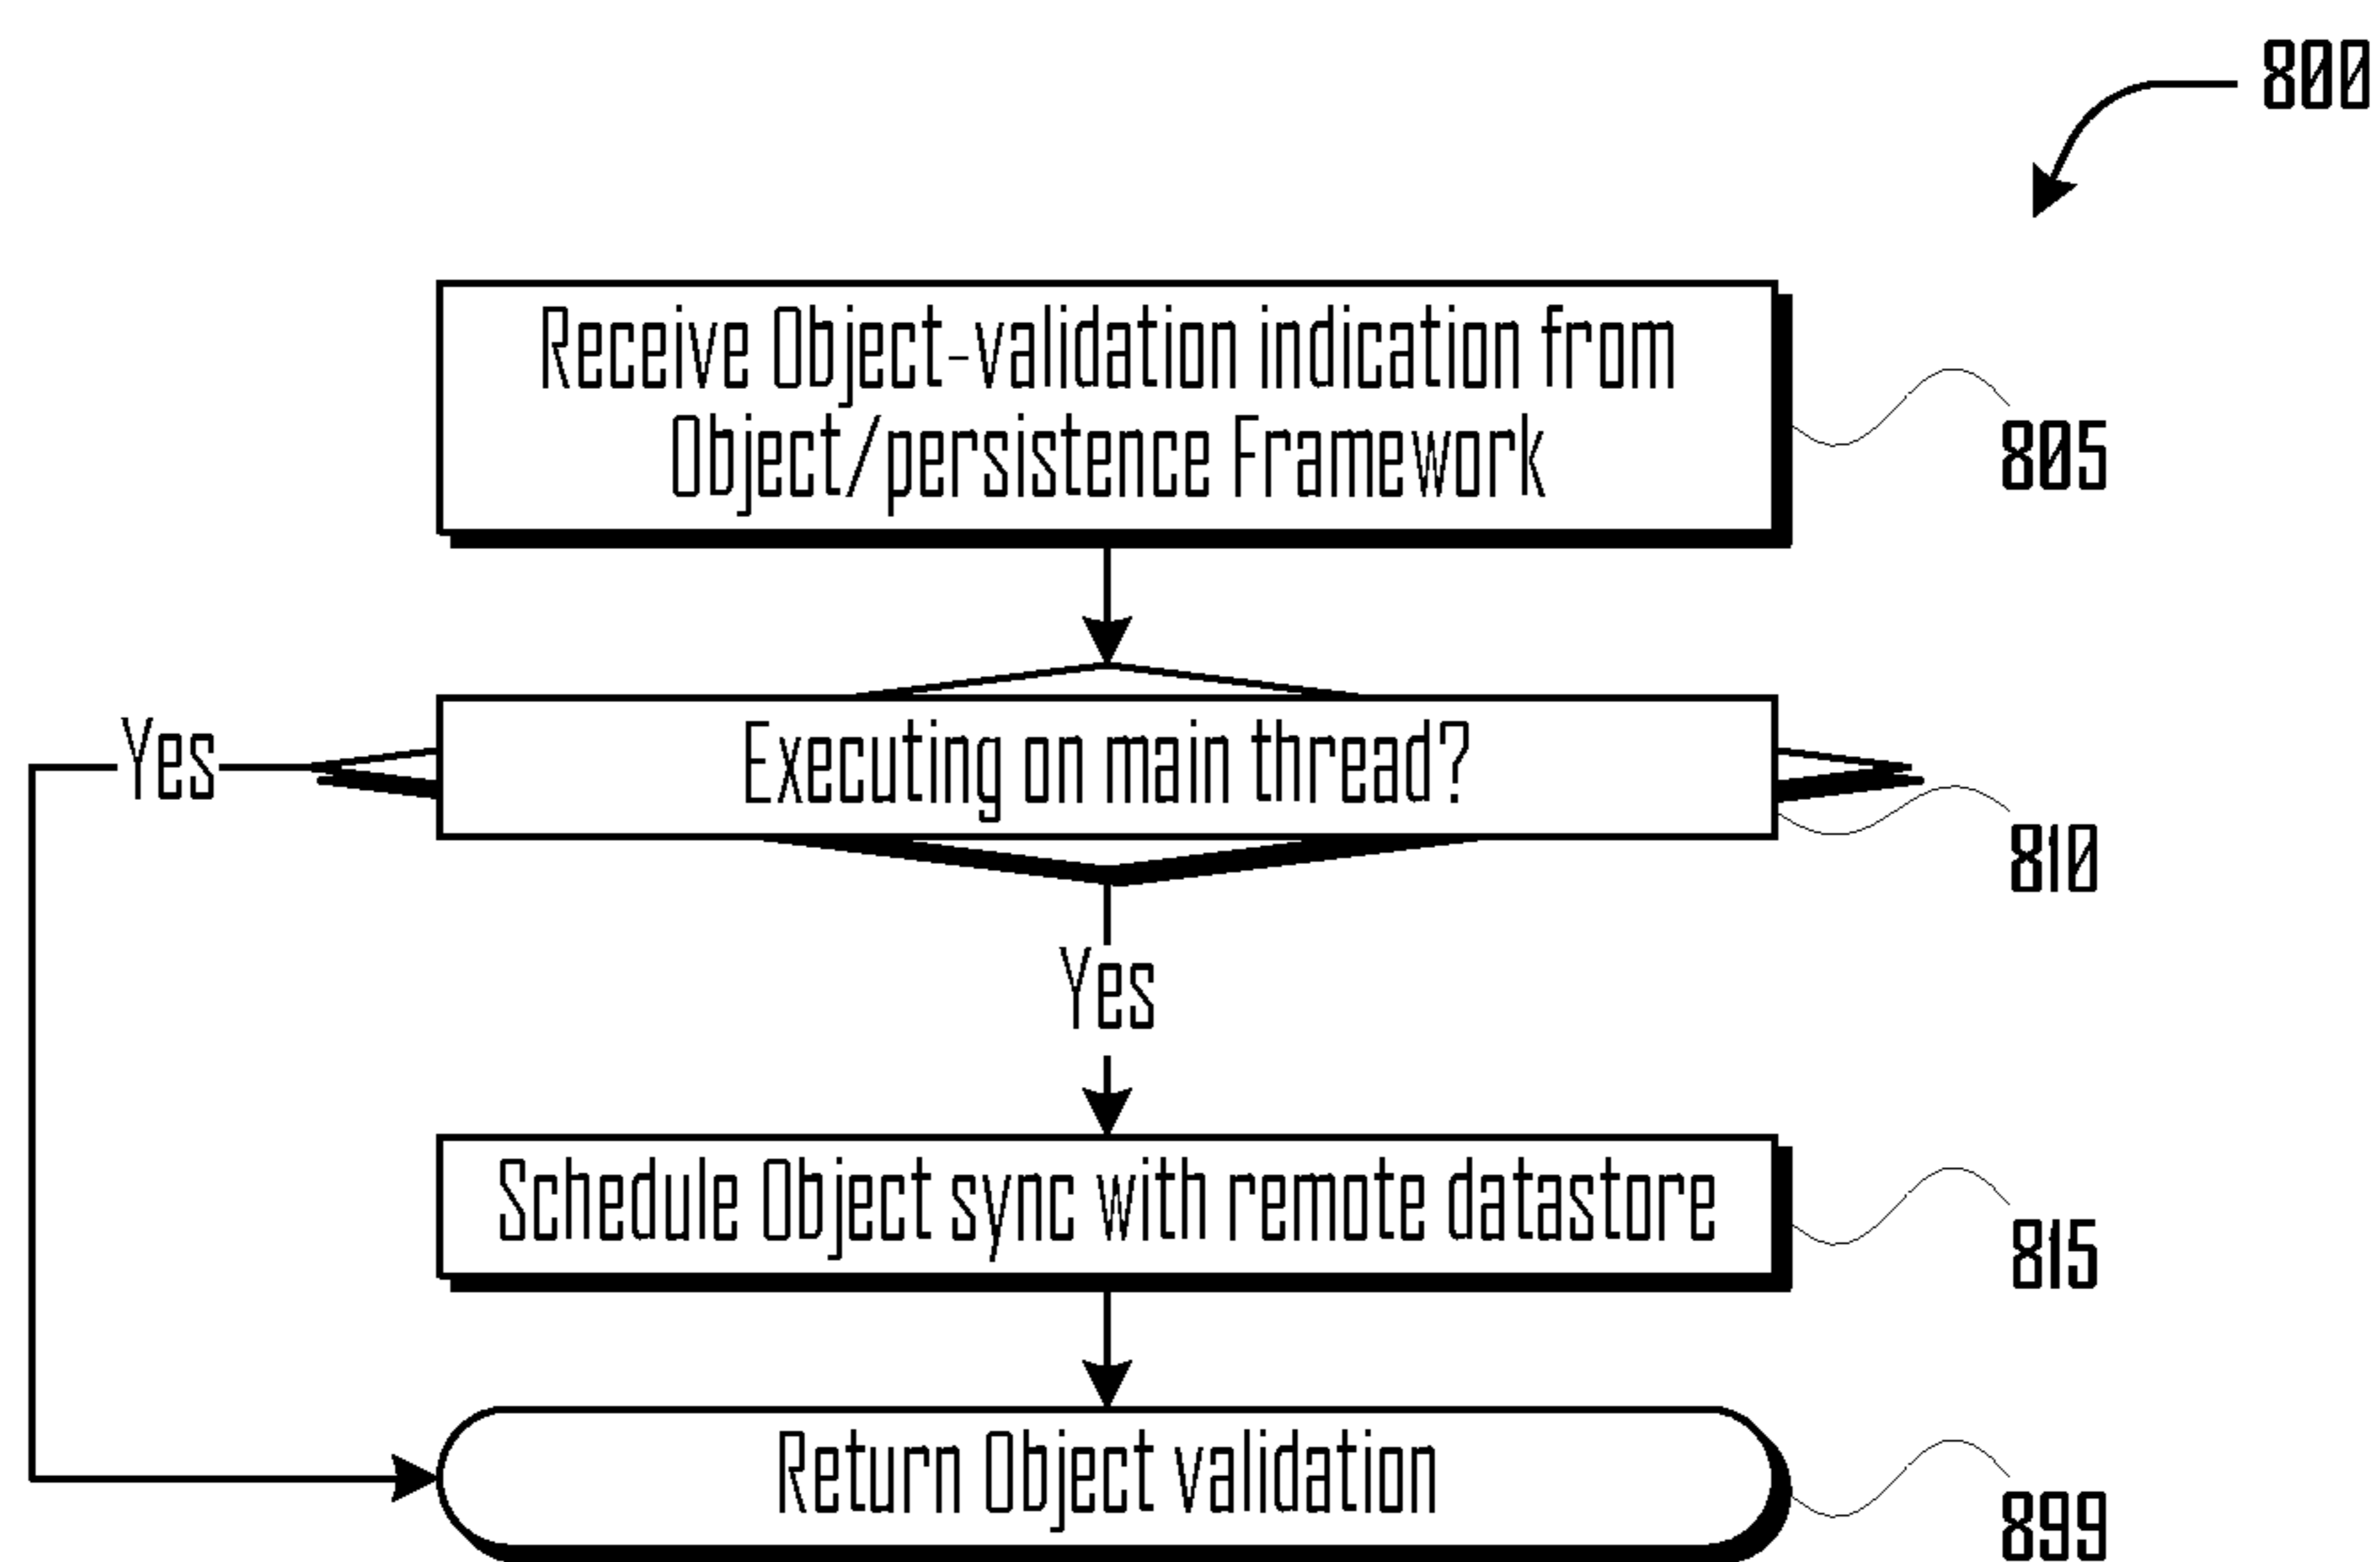 800
Receive Object-validation indication from
Object/persistence Framework
805
Yes
Executing on main thread?
810
Yes
Schedule Object sync with remote datastore
815
Return Object validation
899